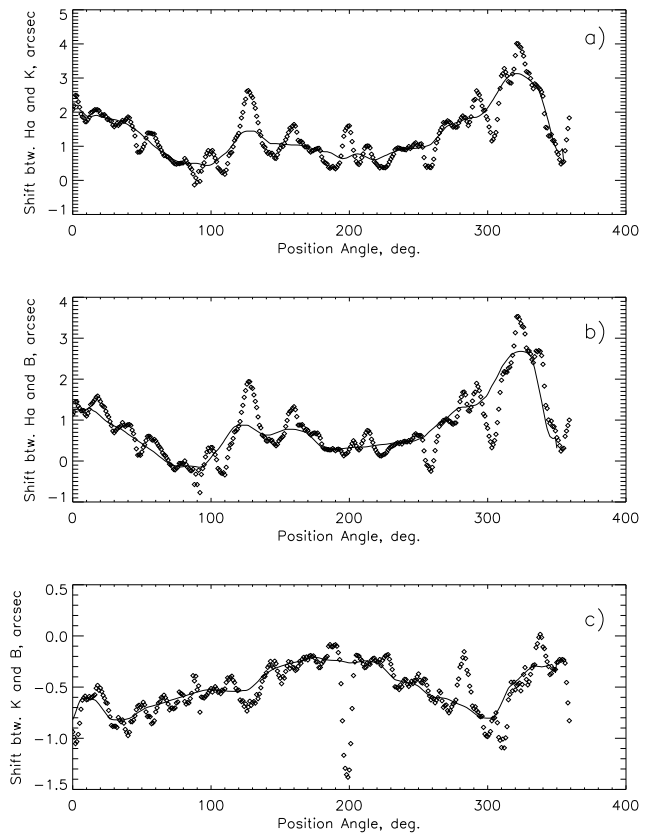 5
4
3
2
1
0
−1
Shift btw. Ha and K, arcsec
a)
0 100 200 300 400
Position Angle, deg.
4
3
2
1
0
−1
Shift btw. Ha and B, arcsec
b)
0 100 200 300 400
Position Angle, deg.
0.5
0.0
−0.5
−1.0
−1.5
Shift btw. K and B, arcsec
c)
0 100 200 300 400
Position Angle, deg.